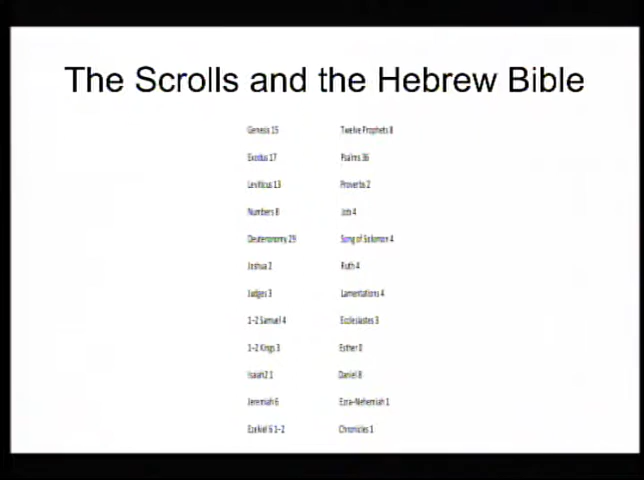 The Scrolls and the Hebrew Bible
Genesis 15
Exodus 17
Leviticus 13
Numbers 8
Deuteronomy 29
Joshua 2
Judges 3
1–2 Samuel 4
1–2 Kings 3
Isaiah 21
Jeremiah 6
Ezekiel 6 1–2
Twelve Prophets 8
Psalms 36
Proverbs 2
Job 4
Song of Solomon 4
Ruth 4
Lamentations 4
Ecclesiastes 3
Esther 0
Daniel 8
Ezra–Nehemiah 1
Chronicles 1